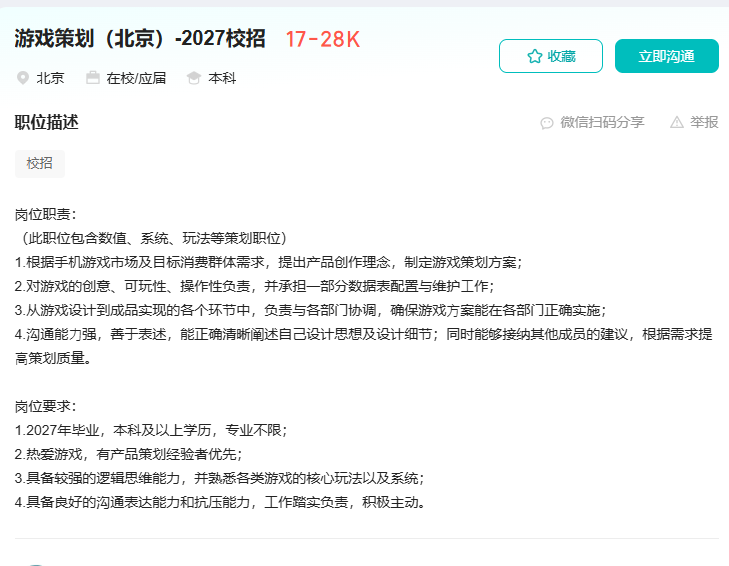 游戏策划（北京）-2027校招 17-28K
收藏 立即沟通
北京 在校/应届 本科
职位描述 微信扫码分享 举报
校招
岗位职责：
（此职位包含数值、系统、玩法等策划职位）
1.根据手机游戏市场及目标消费群体需求，提出产品创作理念，制定游戏策划方案；
2.对游戏的创意、可玩性、操作性负责，并承担一部分数据表配置与维护工作；
3.从游戏设计到成品实现的各个环节中，负责与各部门协调，确保游戏方案能在各部门正确实施；
4.沟通能力强，善于表述，能正确清晰阐述自己设计思想及设计细节；同时能够接纳其他成员的建议，根据需求提
高策划质量。
岗位要求：
1.2027年毕业，本科及以上学历，专业不限；
2.热爱游戏，有产品策划经验者优先；
3.具备较强的逻辑思维能力，并熟悉各类游戏的核心玩法以及系统；
4.具备良好的沟通表达能力和抗压能力，工作踏实负责，积极主动。